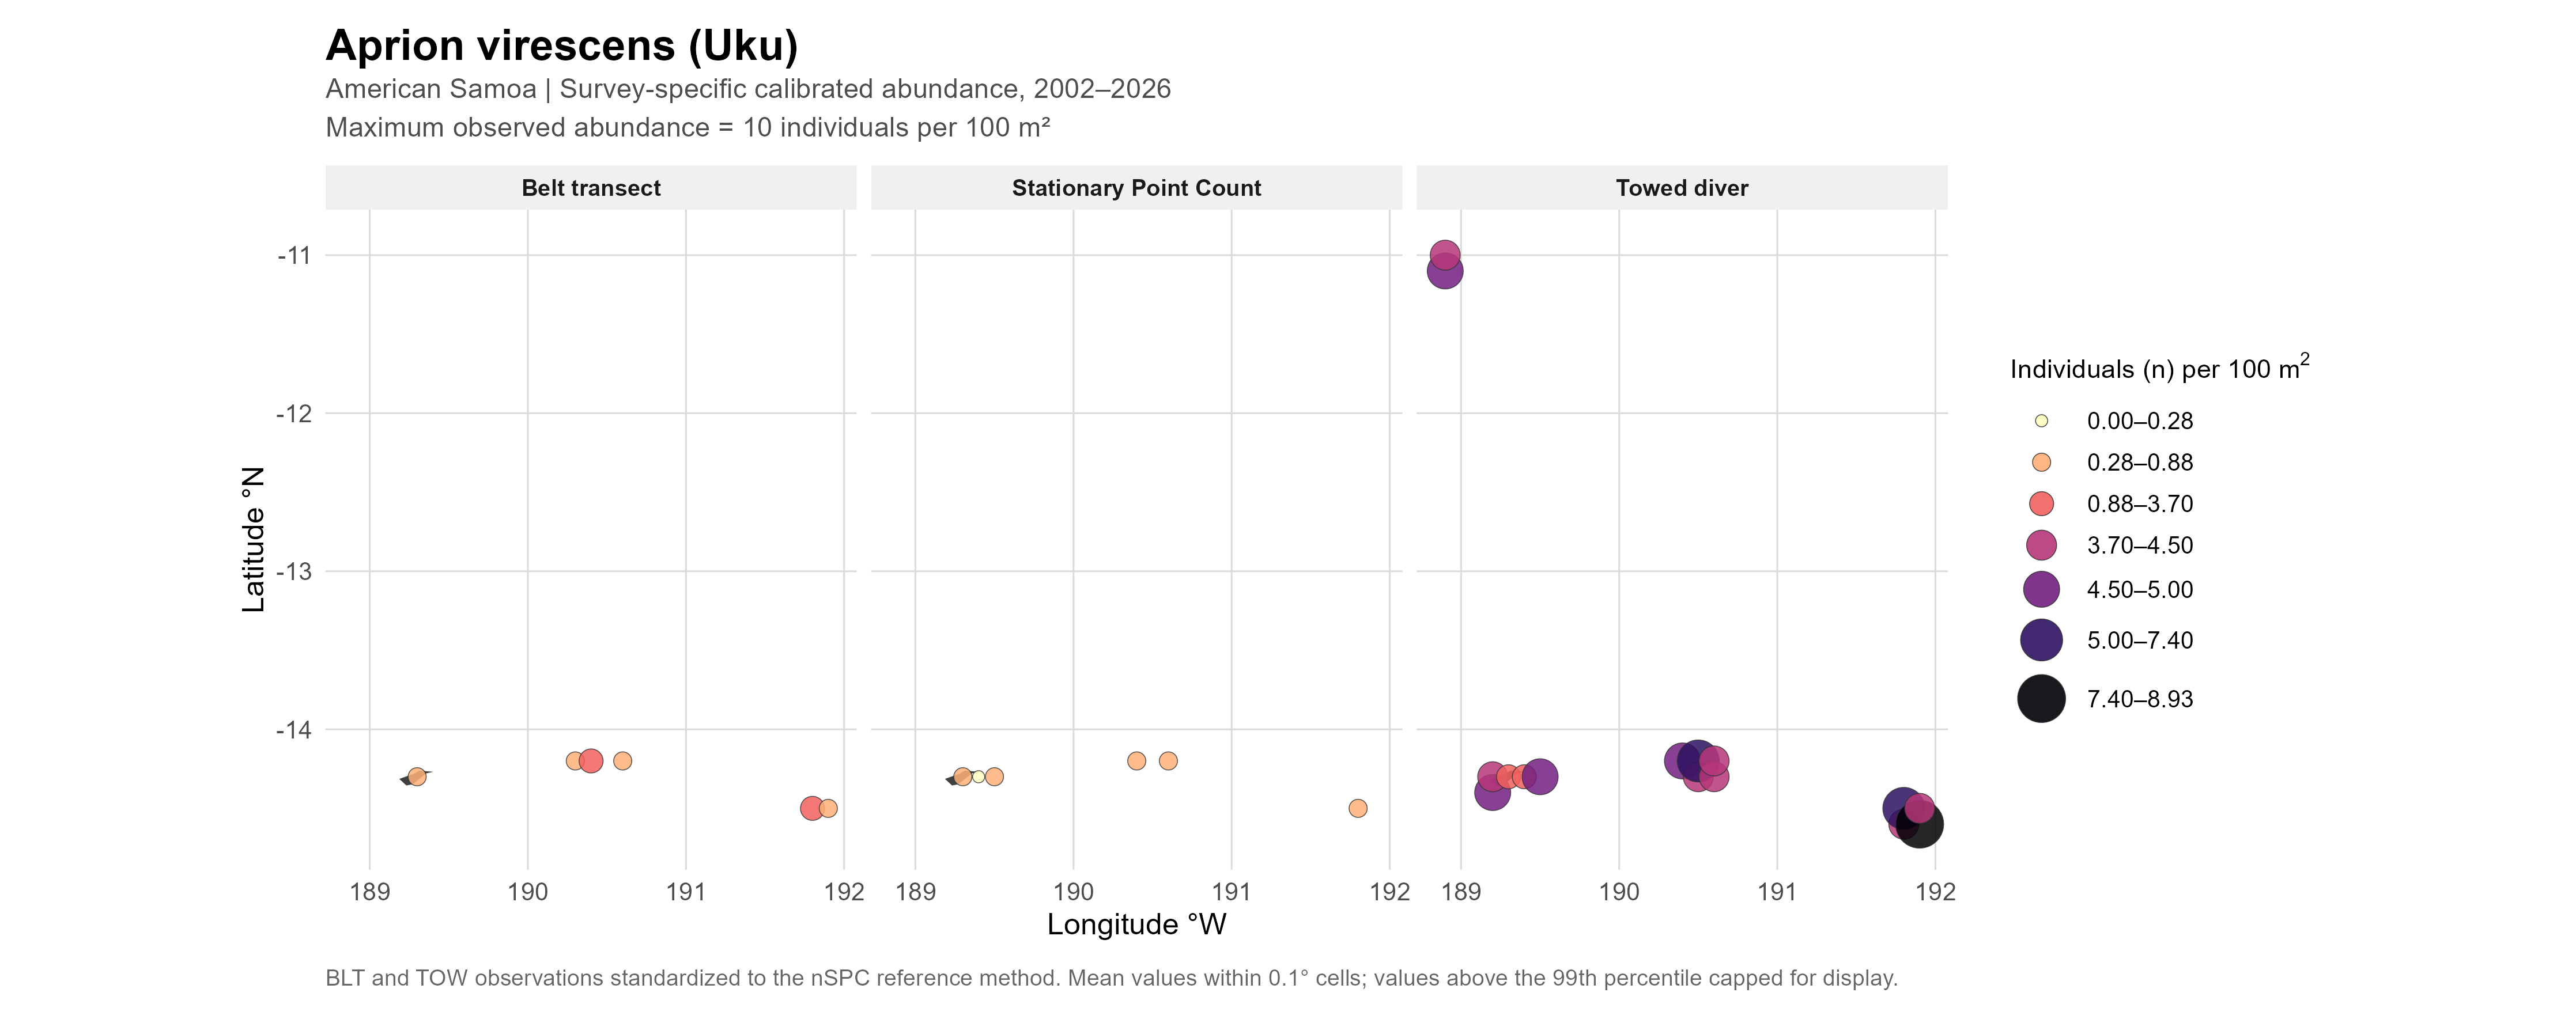 Aprion virescens (Uku)
American Samoa | Survey-specific calibrated abundance, 2002–2026
Maximum observed abundance = 10 individuals per 100 m²
Belt transect
Stationary Point Count
Towed diver
Latitude °N
-11
-12
-13
-14
189 190 191 192 189 190 191 192 189 190 191 192
Longitude °W
Individuals (n) per 100 m²
0.00–0.28
0.28–0.88
0.88–3.70
3.70–4.50
4.50–5.00
5.00–7.40
7.40–8.93
BLT and TOW observations standardized to the nSPC reference method. Mean values within 0.1° cells; values above the 99th percentile capped for display.